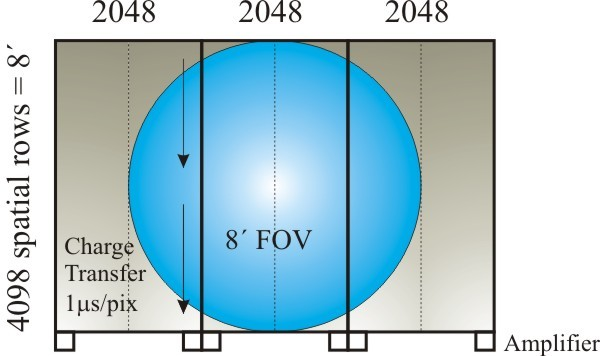 2048 2048 2048
4098 spatial rows = 8´
8´ FOV
Charge
Transfer
1µs/pix
Amplifier